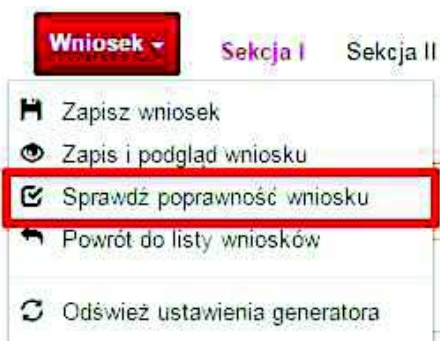 Wniosek Sekcja I Sekcja II
Zapisz wniosek
Zapis i podgląd wniosku
Sprawdź poprawność wniosku
Powrót do listy wniosków
Odśwież ustawienia generatora